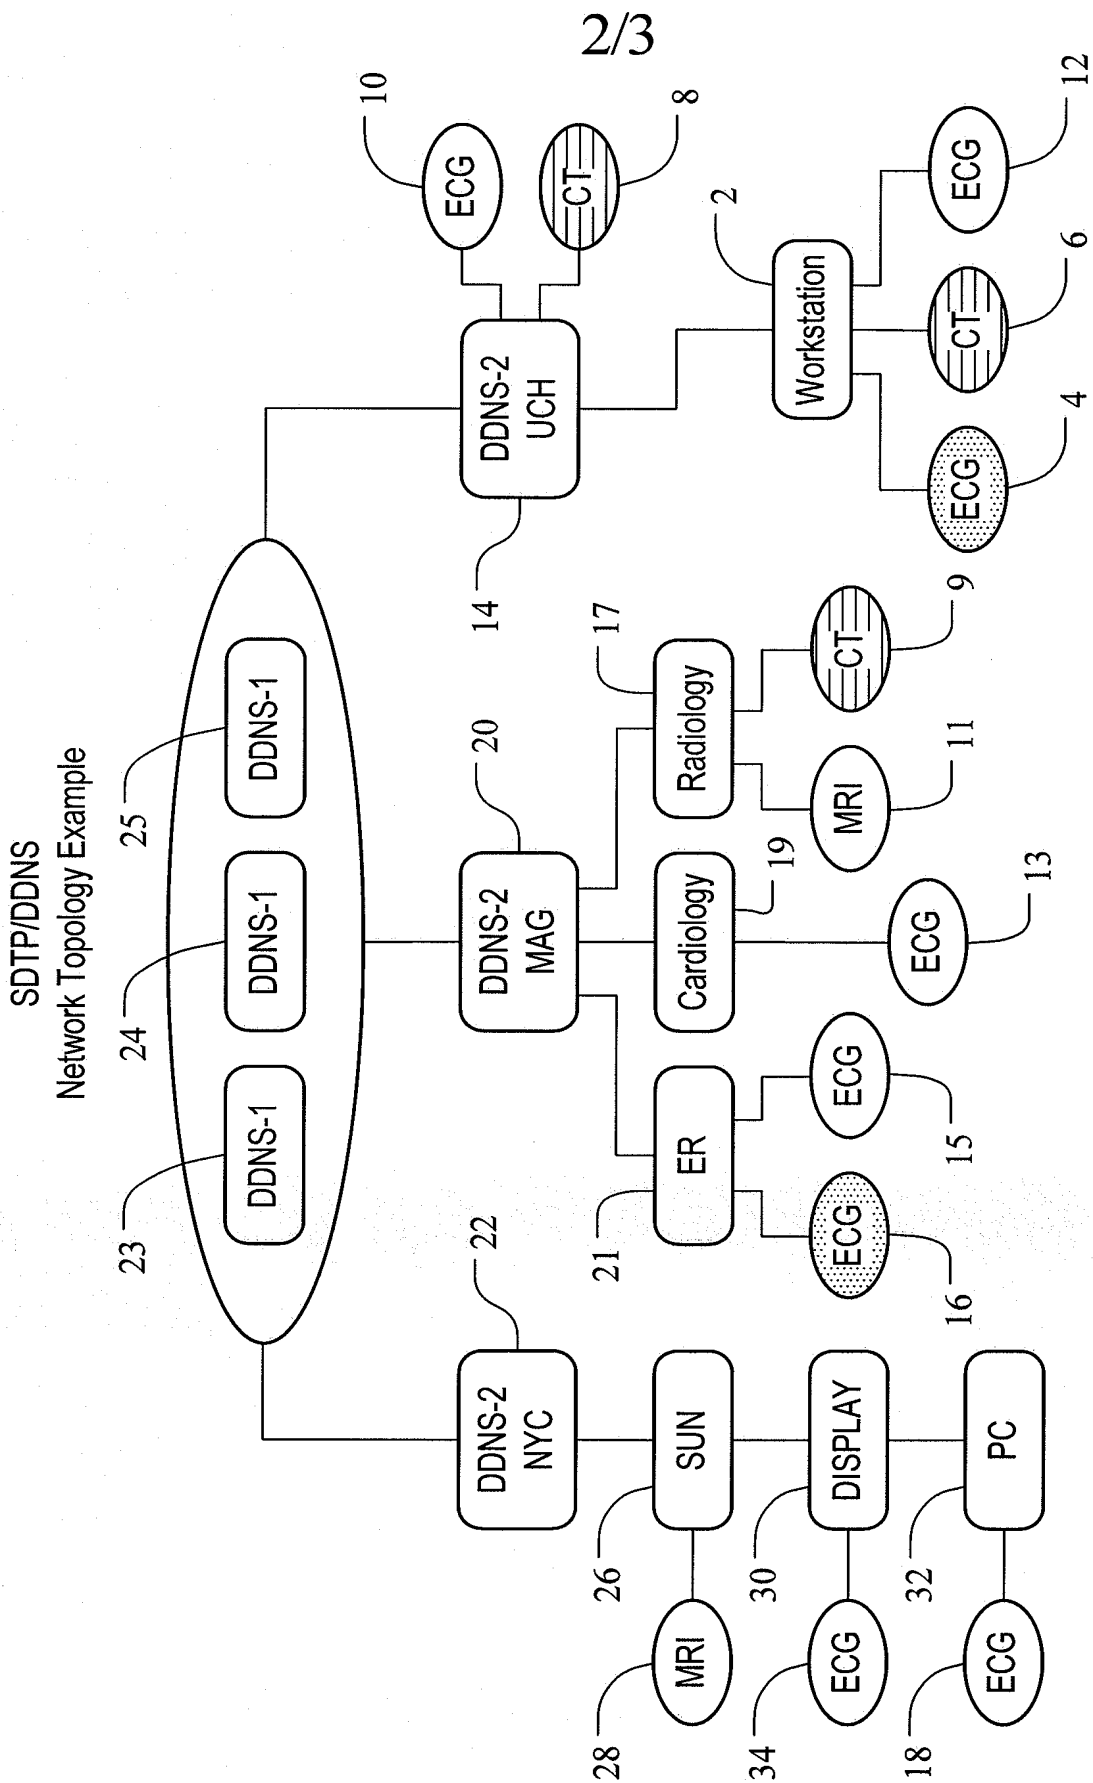 2/3
SDTP/DDNS
Network Topology Example
23
24
25
DDNS-1
DDNS-1
DDNS-1
22
DDNS-2
NYC
20
DDNS-2
MAG
14
DDNS-2
UCH
10
ECG
CT
8
26
SUN
28
MRI
30
DISPLAY
34
ECG
32
PC
18
ECG
21
ER
16
ECG
15
ECG
Cardiology
19
ECG
13
17
Radiology
MRI
11
CT
9
2
Workstation
ECG
4
CT
6
ECG
12